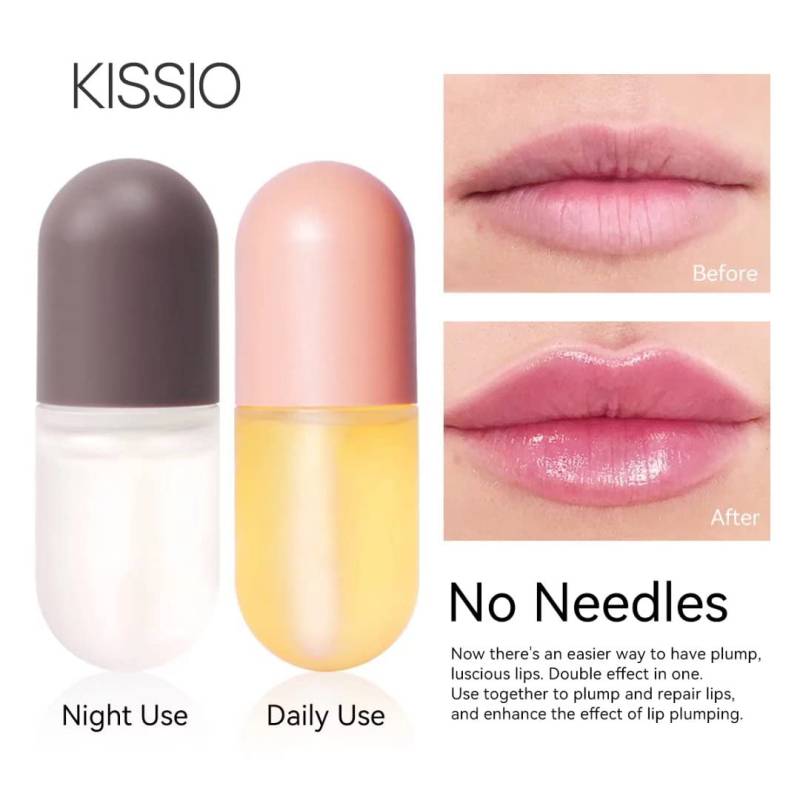 KISSIO
Before
After
No Needles
Now there's an easier way to have plump,
luscious lips. Double effect in one.
Use together to plump and repair lips,
and enhance the effect of lip plumping.
Night Use
Daily Use